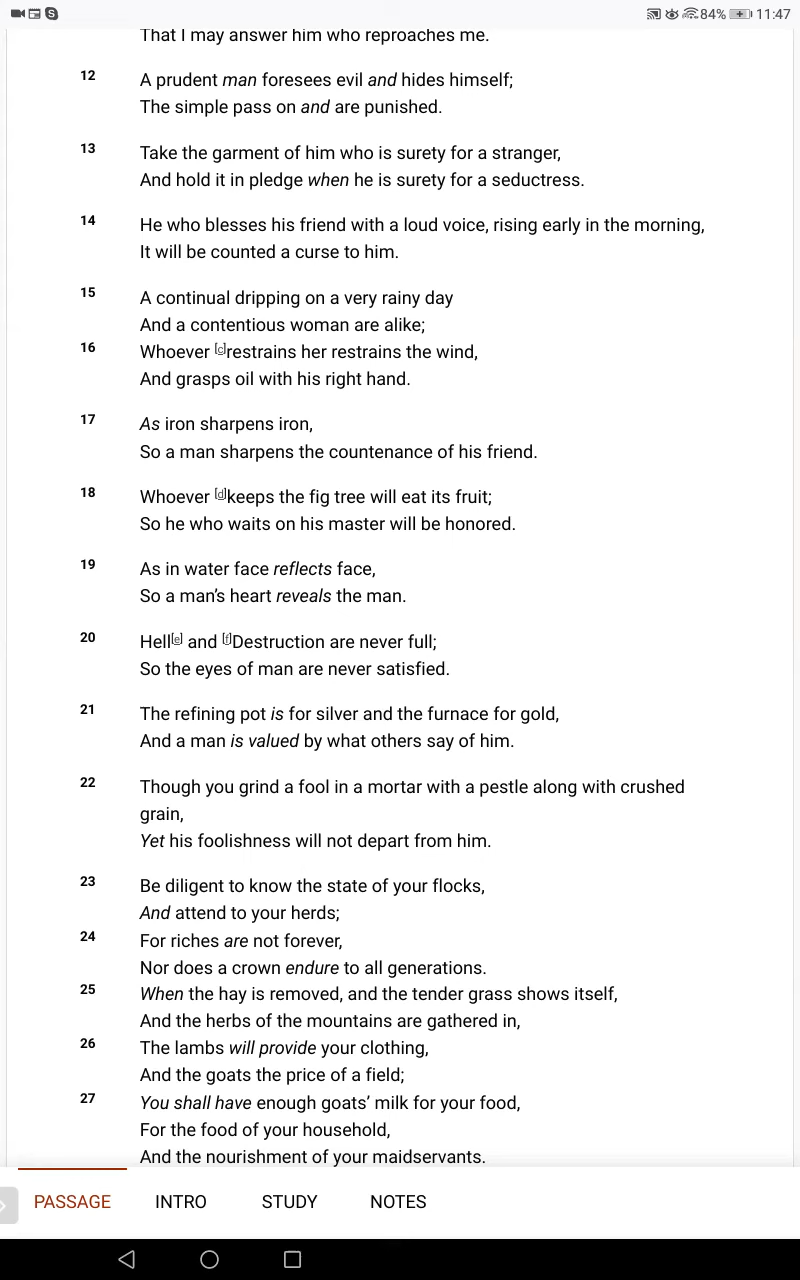 84% 11:47
That I may answer him who reproaches me.
12 A prudent man foresees evil and hides himself;
The simple pass on and are punished.
13 Take the garment of him who is surety for a stranger,
And hold it in pledge when he is surety for a seductress.
14 He who blesses his friend with a loud voice, rising early in the morning,
It will be counted a curse to him.
15 A continual dripping on a very rainy day
And a contentious woman are alike;
16 Whoever [c]restrains her restrains the wind,
And grasps oil with his right hand.
17 As iron sharpens iron,
So a man sharpens the countenance of his friend.
18 Whoever [d]keeps the fig tree will eat its fruit;
So he who waits on his master will be honored.
19 As in water face reflects face,
So a man’s heart reveals the man.
20 Hell[e] and [f]Destruction are never full;
So the eyes of man are never satisfied.
21 The refining pot is for silver and the furnace for gold,
And a man is valued by what others say of him.
22 Though you grind a fool in a mortar with a pestle along with crushed
grain,
Yet his foolishness will not depart from him.
23 Be diligent to know the state of your flocks,
And attend to your herds;
24 For riches are not forever,
Nor does a crown endure to all generations.
25 When the hay is removed, and the tender grass shows itself,
And the herbs of the mountains are gathered in,
26 The lambs will provide your clothing,
And the goats the price of a field;
27 You shall have enough goats’ milk for your food,
For the food of your household,
And the nourishment of your maidservants.
PASSAGE INTRO STUDY NOTES